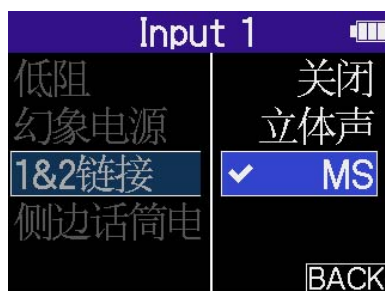 Input 1
低阻
幻象电源
1&2链接
侧边话筒电
关闭
立体声
MS
BACK